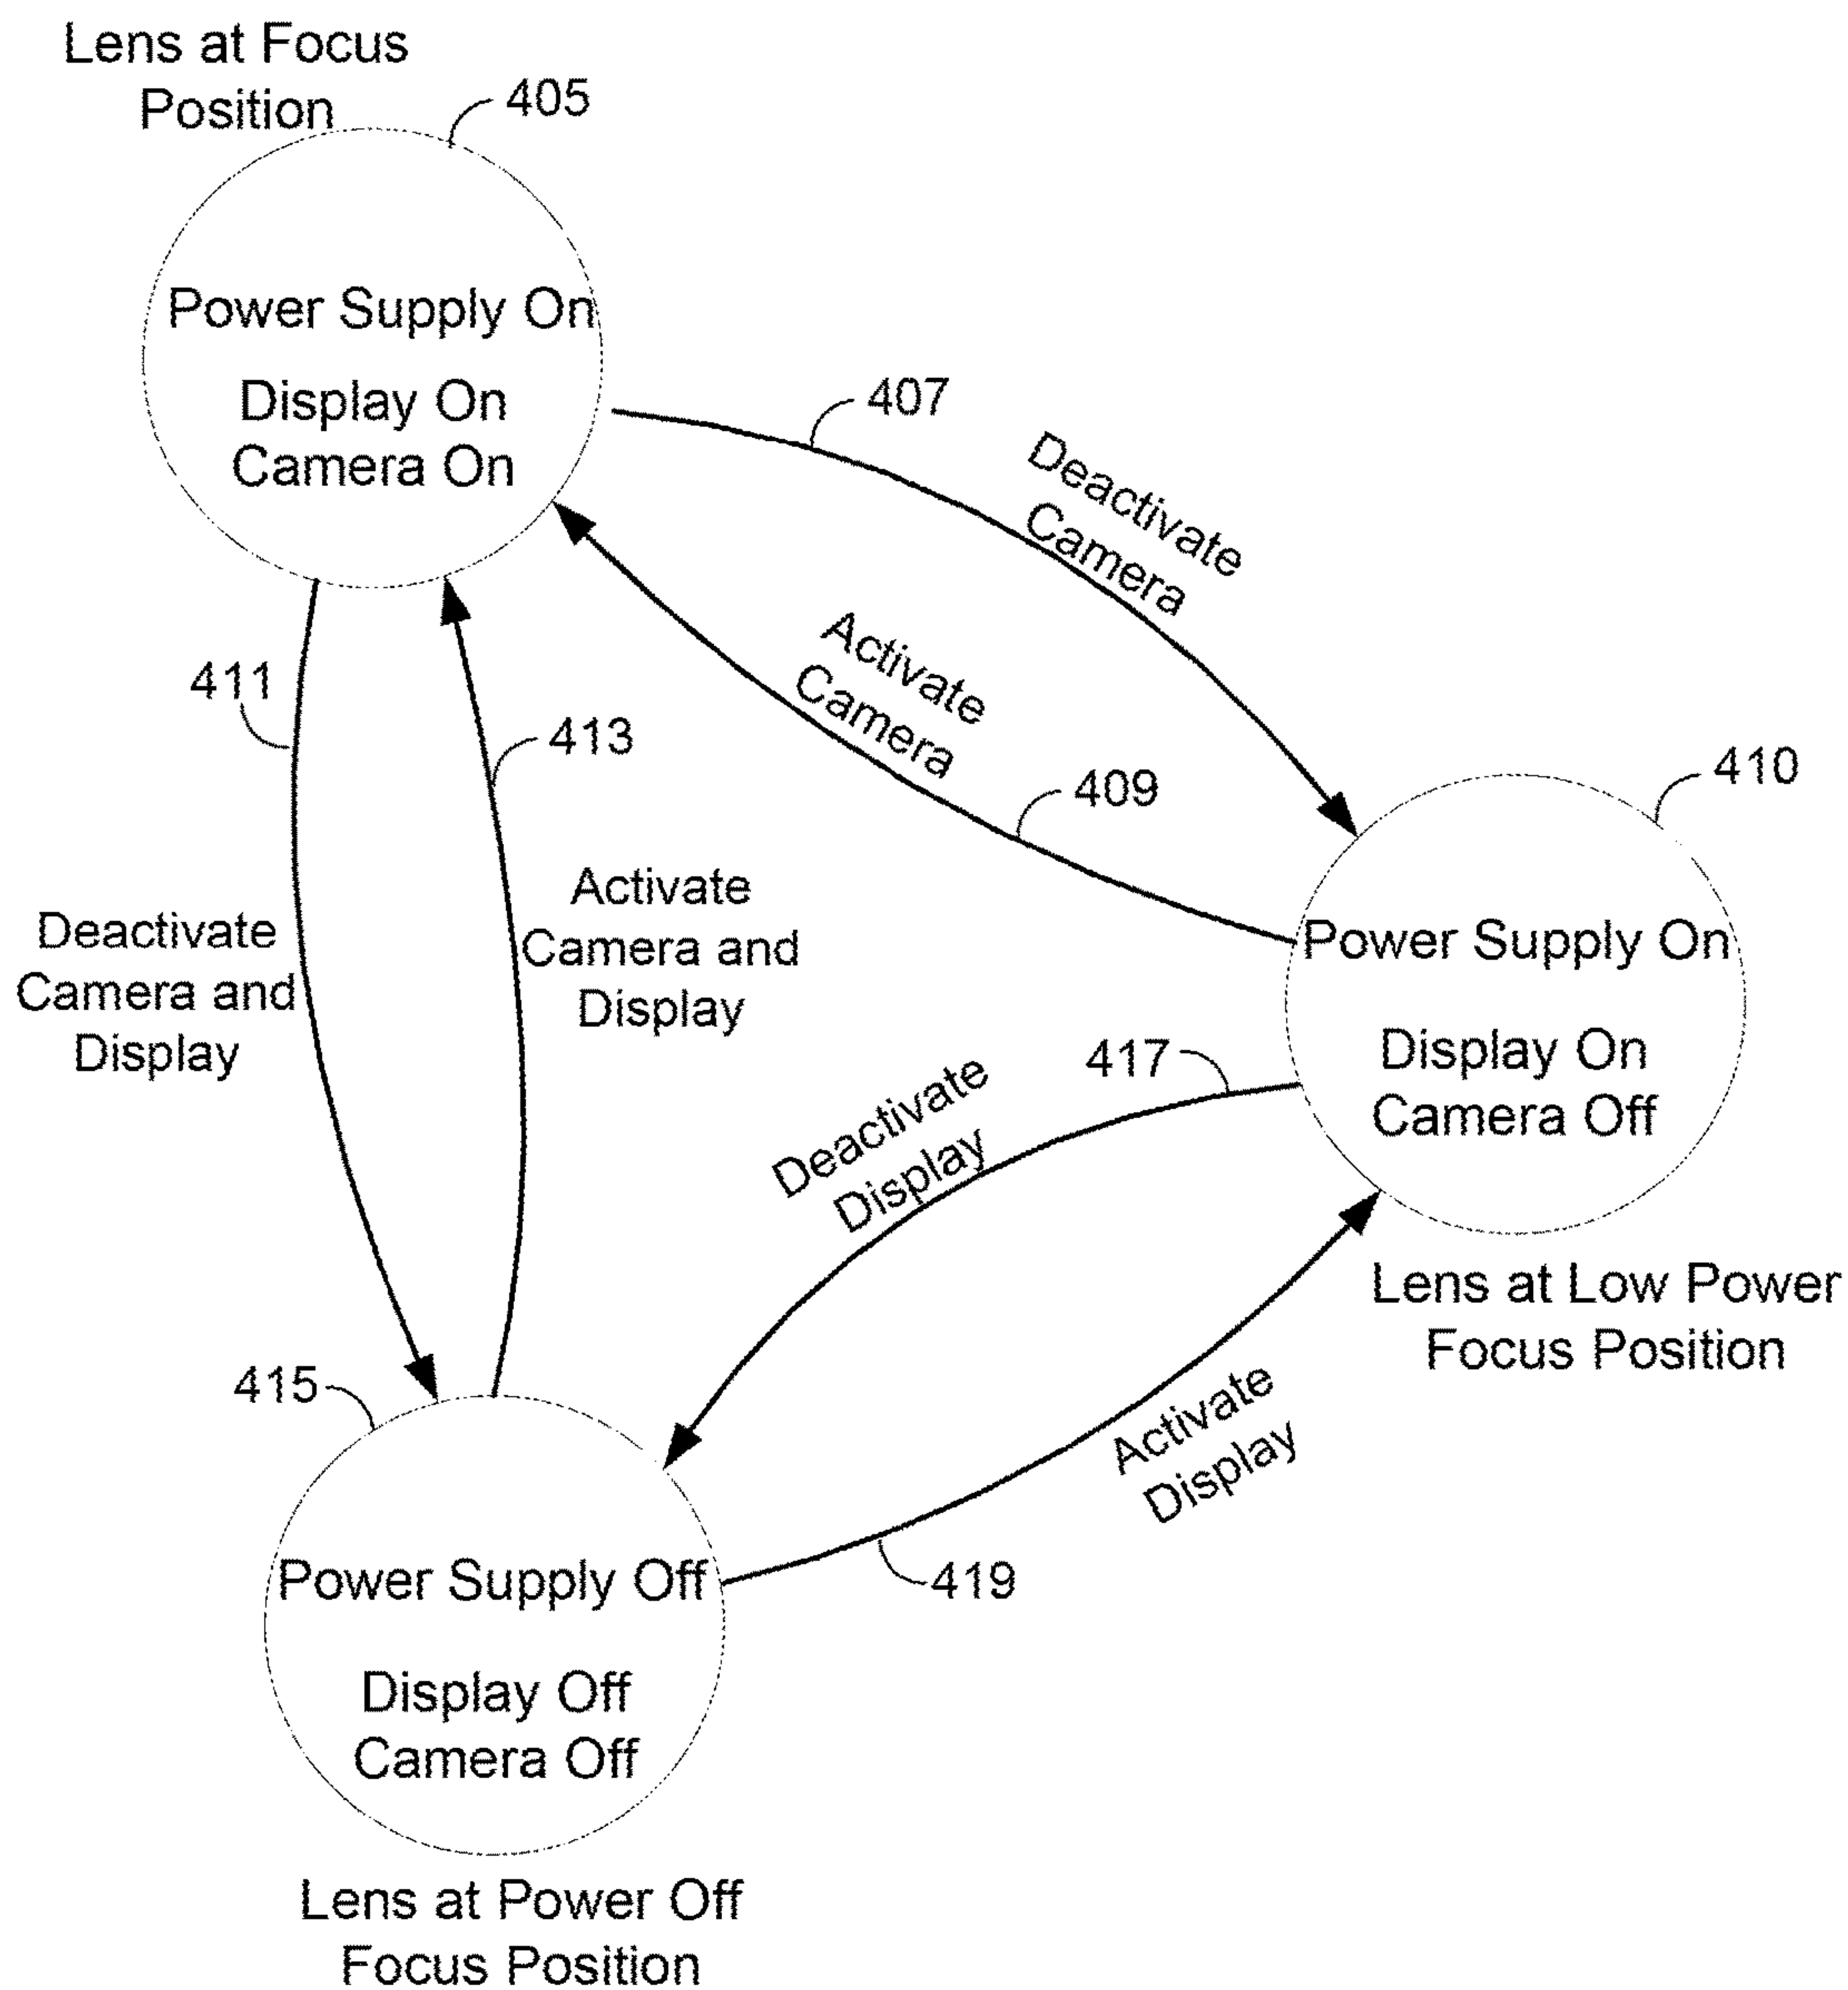 Lens at Focus
Position
405
Power Supply On
Display On
Camera On
407
Deactivate
Camera
Activate
Camera
409
410
411
413
Deactivate
Camera and
Display
Activate
Camera and
Display
Power Supply On
Display On
Camera Off
417
Deactivate
Display
Lens at Low Power
Focus Position
Activate
Display
419
415
Power Supply Off
Display Off
Camera Off
Lens at Power Off
Focus Position